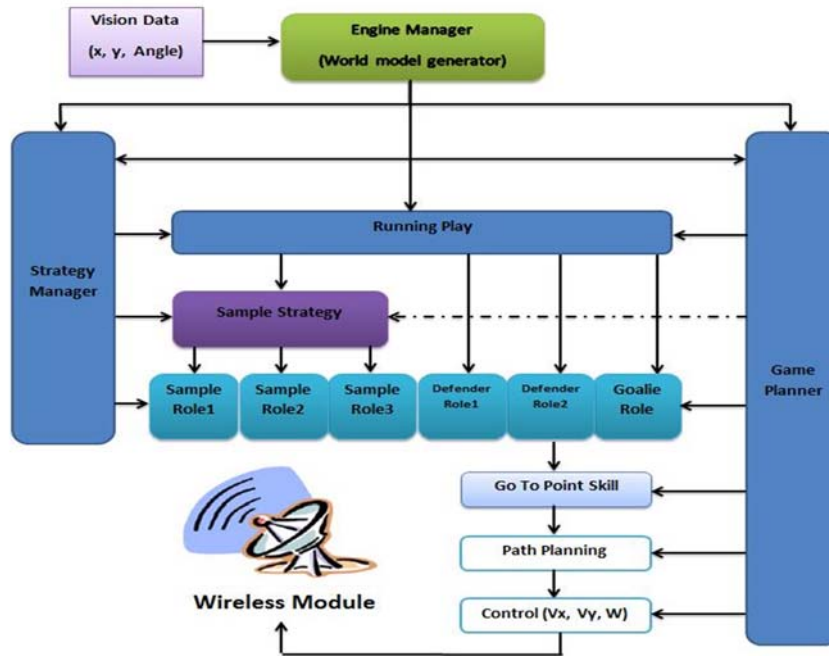 Vision Data
(x, y, Angle)
Engine Manager
(World model generator)
Running Play
Strategy
Manager
Sample Strategy
Game
Planner
Sample
Role1
Sample
Role2
Sample
Role3
Defender
Role1
Defender
Role2
Goalie
Role
Go To Point Skill
Path Planning
Wireless Module
Control (Vx, Vy, W)